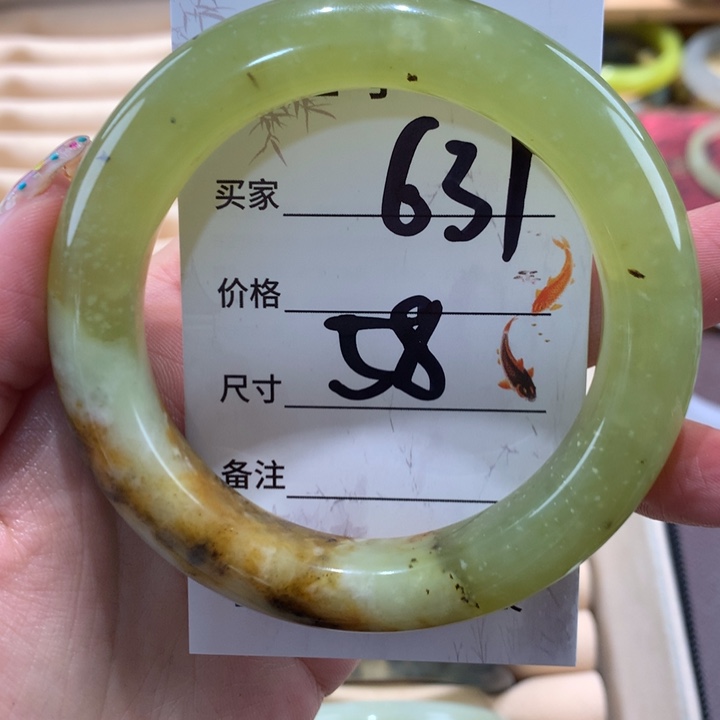 买家 631
价格
尺寸 58
备注